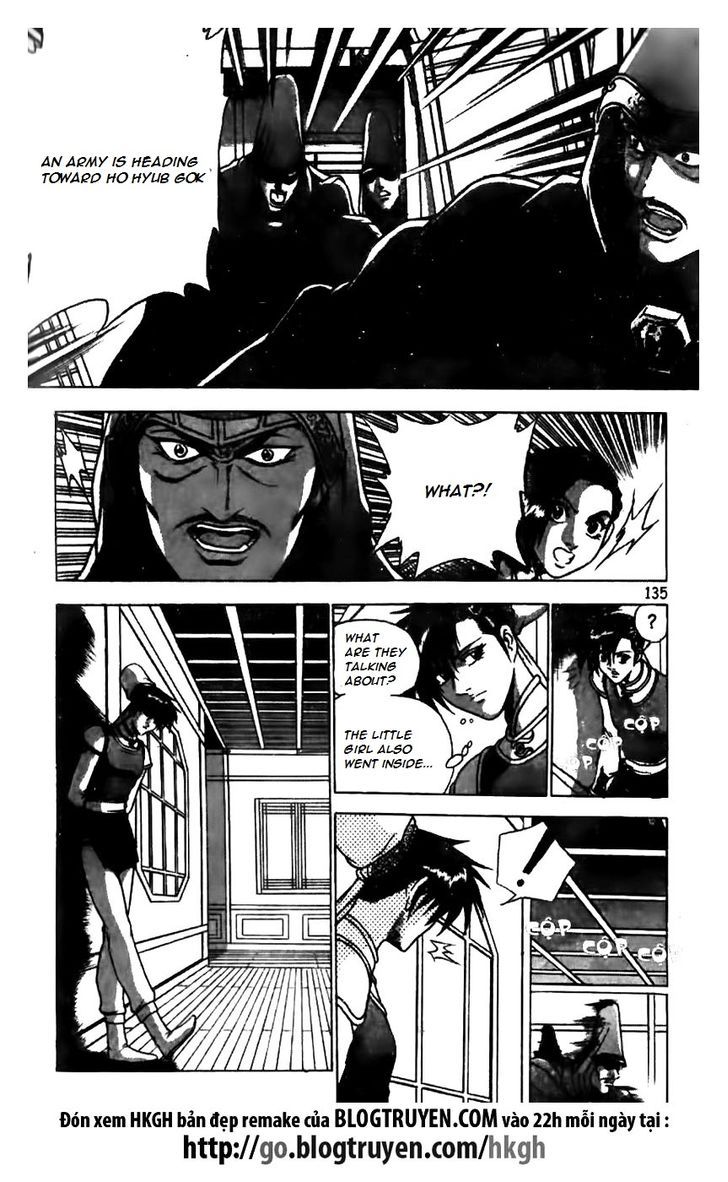 AN ARMY IS HEADING
TOWARD HO HYUB GOK
WHAT?!
135
WHAT
ARE THEY
TALKING
ABOUT?
THE LITTLE
GIRL ALSO
WENT INSIDE...
?
CỘP
CỘP
CỘP
!
CỘP
CỘP
CỘ
Đón xem HKGH bản đẹp remake của BLOGTRUYEN.COM vào 22h mỗi ngày tại :
http://go.blogtruyen.com/hkgh